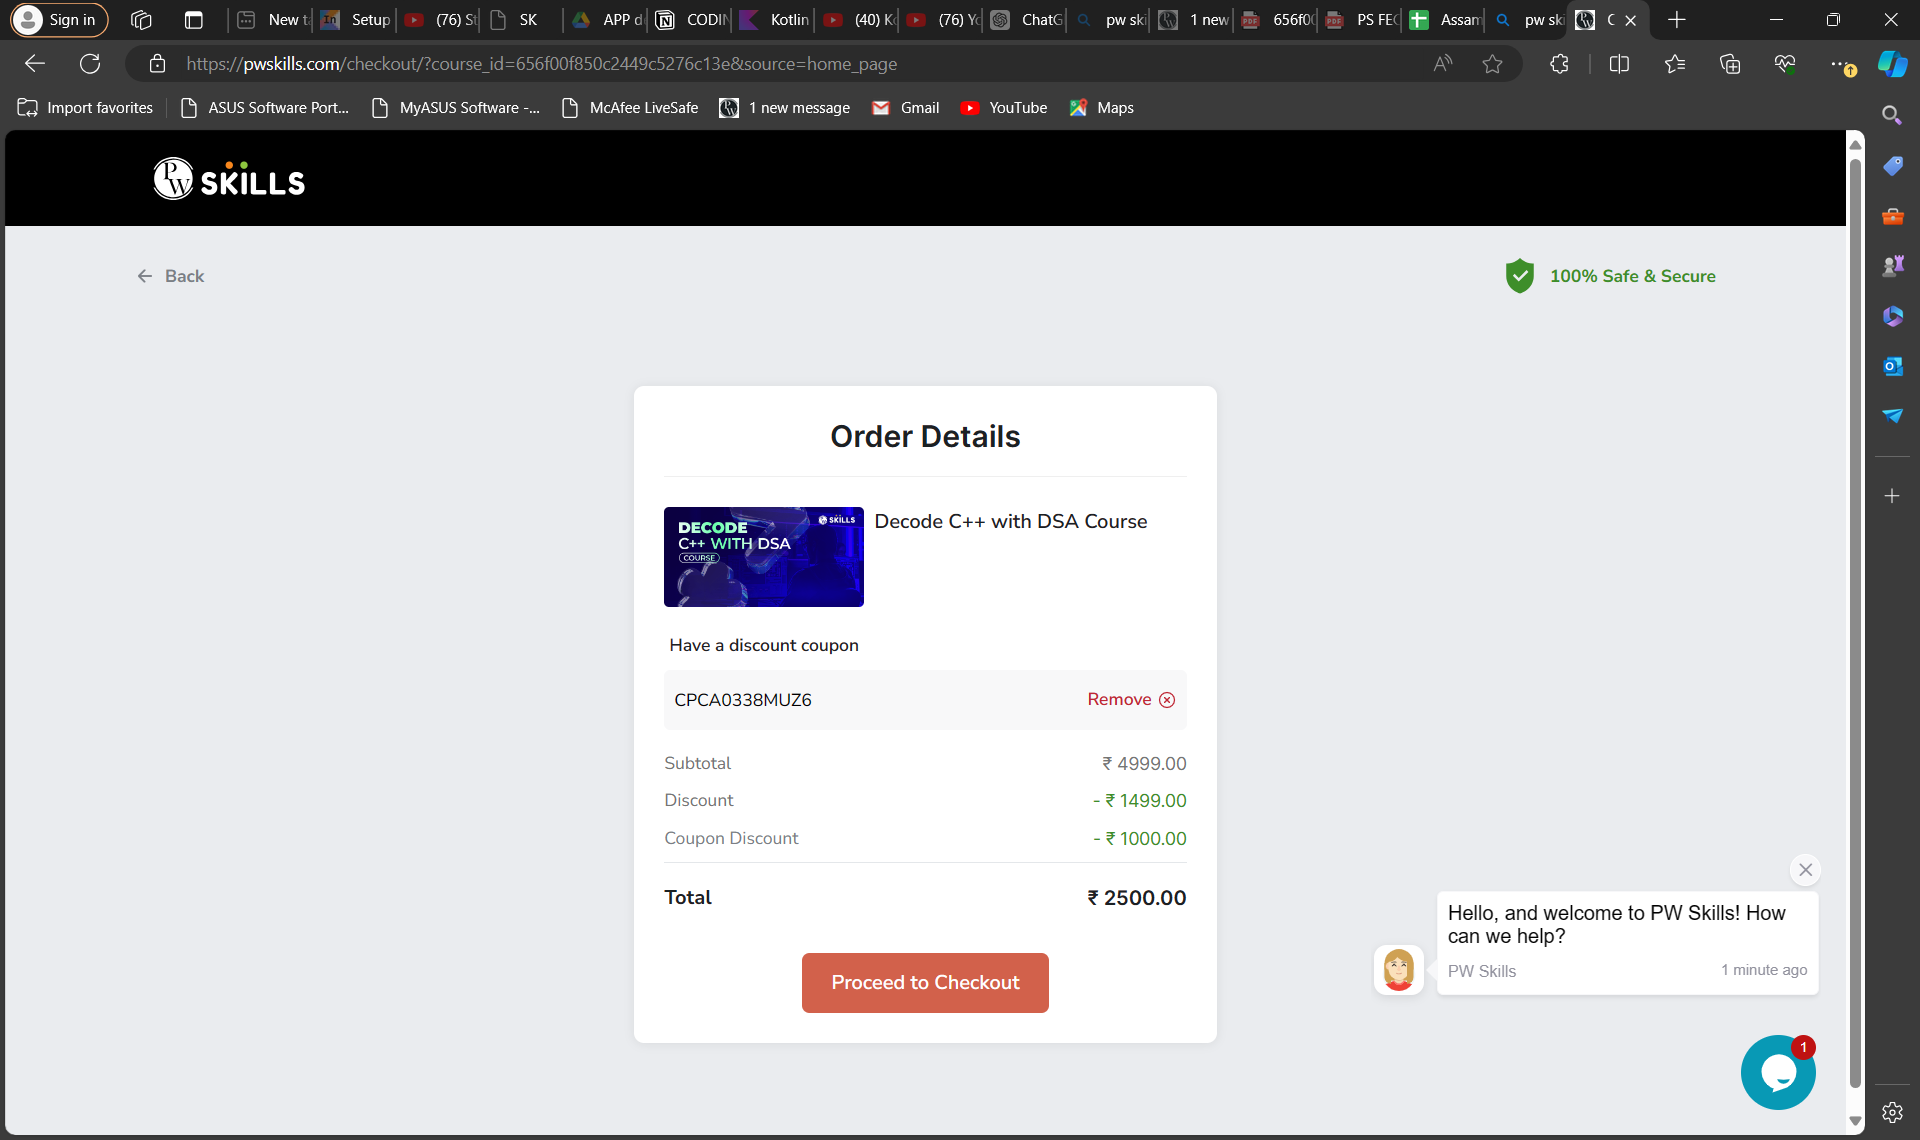 Sign in
New t
Setup
(76) St
SK
APP d
CODIN
Kotlin
(40) Ko
(76) Yo
ChatG
pw ski
1 new
656f00
PS FEC
Assam
pw ski
C
https://pwskills.com/checkout/?course_id=656f00f850c2449c5276c13e&source=home_page
Import favorites
ASUS Software Port...
MyASUS Software -...
McAfee LiveSafe
1 new message
Gmail
YouTube
Maps
PW SKILLS
Back
100% Safe & Secure
Order Details
SKILLS
DECODE
C++ WITH DSA
COURSE
Decode C++ with DSA Course
Have a discount coupon
CPCA0338MUZ6
Remove
Subtotal ₹ 4999.00
Discount - ₹ 1499.00
Coupon Discount - ₹ 1000.00
Total ₹ 2500.00
Proceed to Checkout
Hello, and welcome to PW Skills! How
can we help?
PW Skills 1 minute ago
1